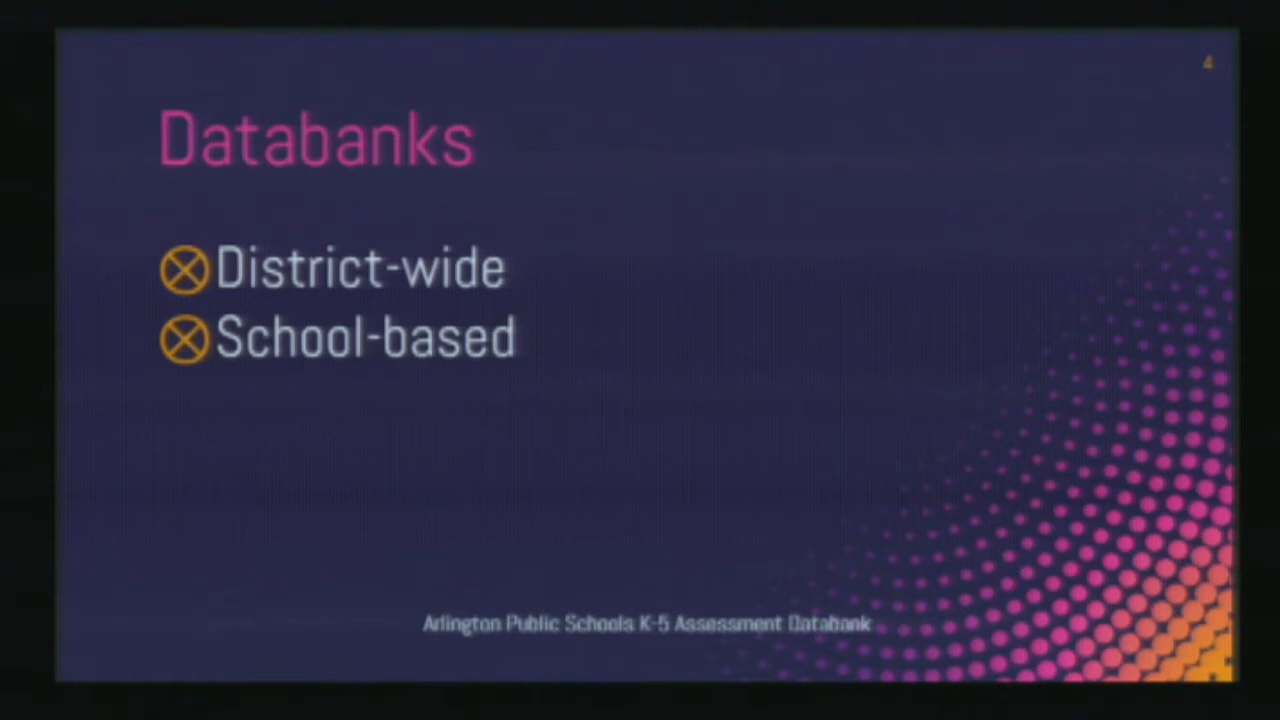 4
Databanks
District-wide
School-based
Arlington Public Schools K-5 Assessment Databank